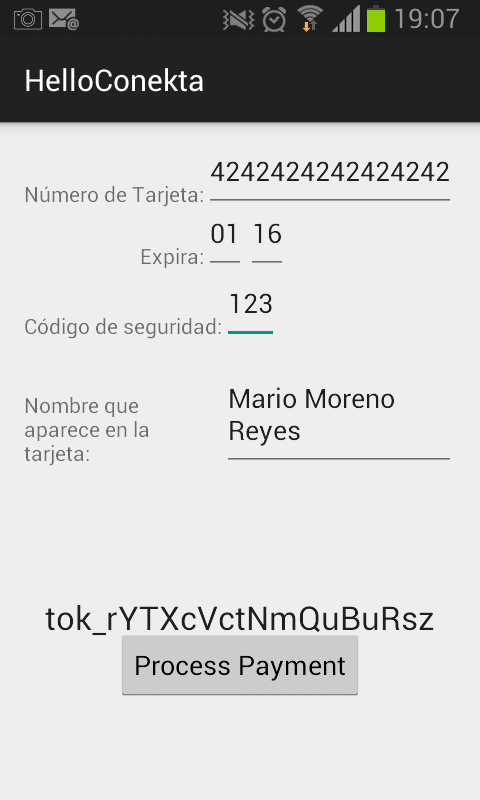 19:07
HelloConekta
Número de Tarjeta: 4242424242424242
Expira: 01 16
Código de seguridad: 123
Nombre que
aparece en la
tarjeta:
Mario Moreno
Reyes
tok_rYTXcVctNmQuBuRsz
Process Payment